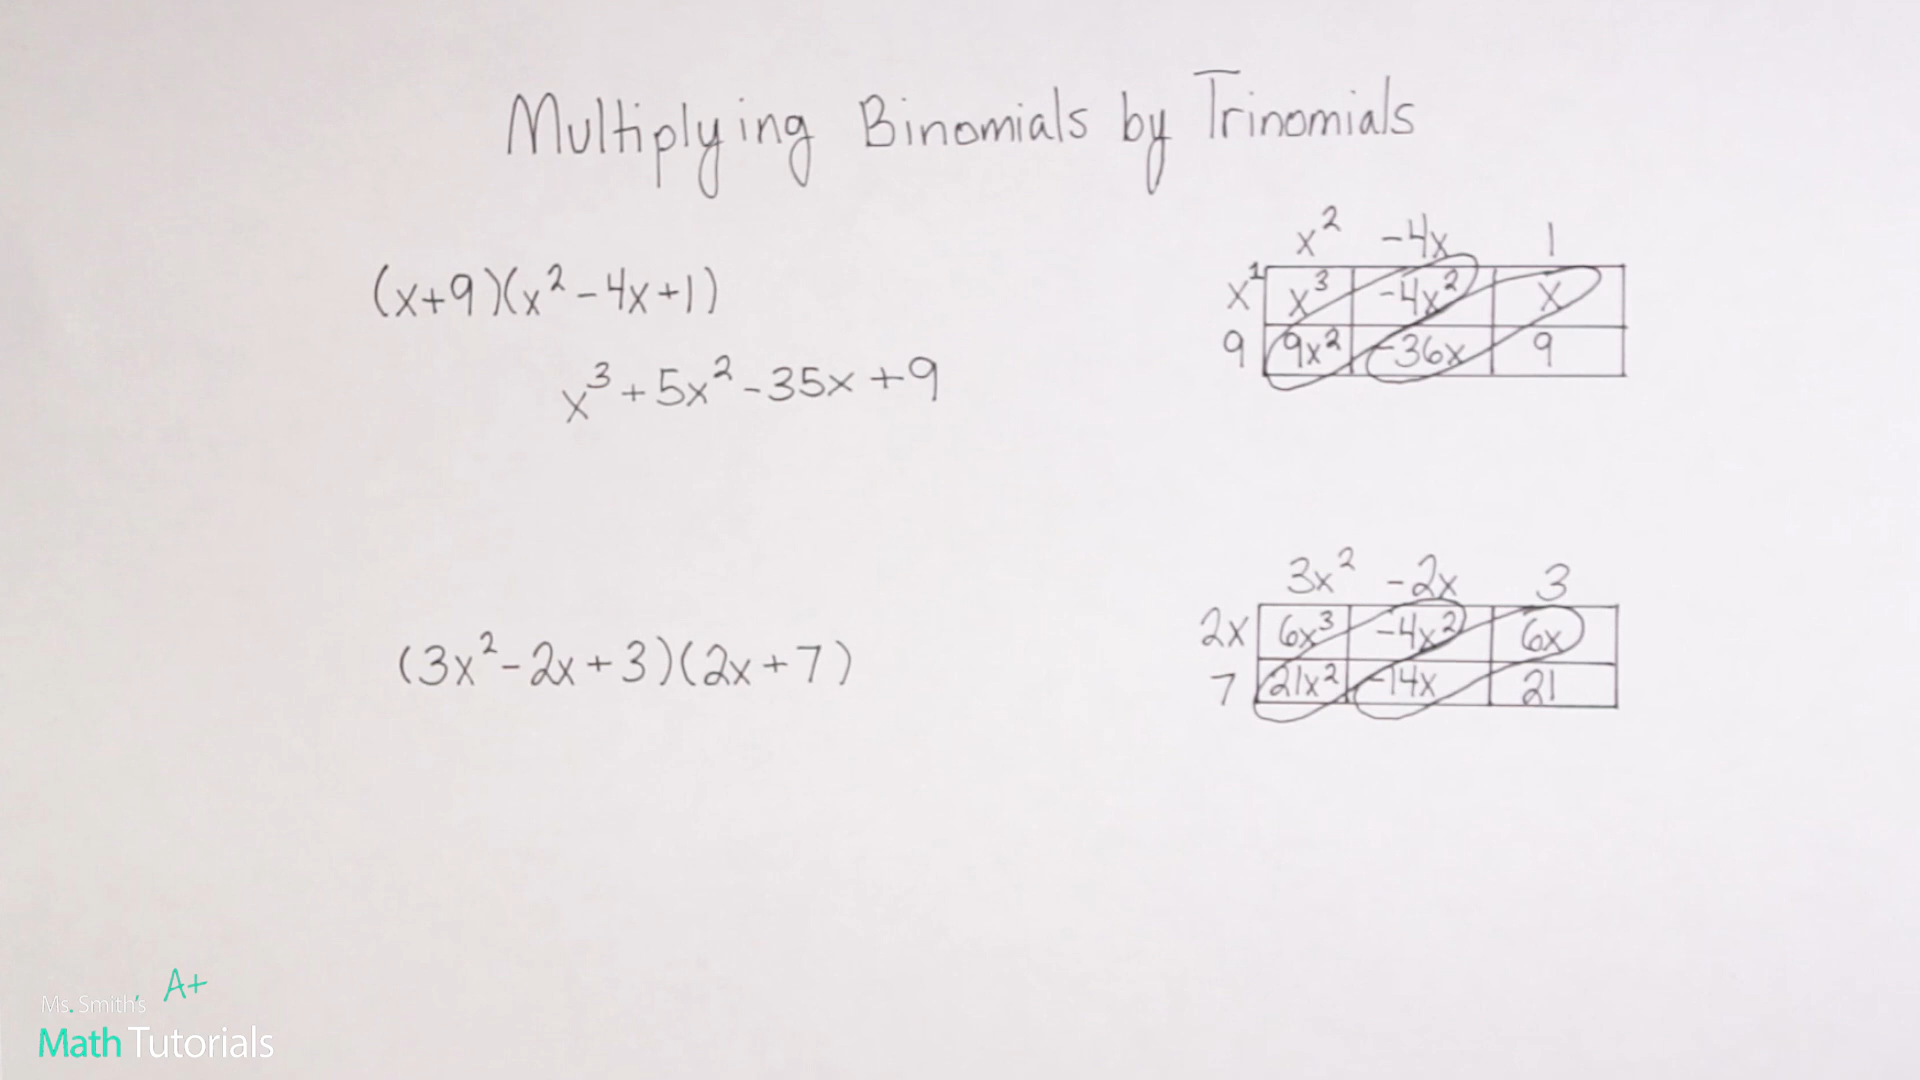 Multiplying Binomials by Trinomials
(x+9)(x² - 4x+1)
x³ + 5x² - 35x + 9
x² -4x 1
x¹ x³ -4x² x
9 9x² -36x 9
(3x² - 2x + 3)(2x + 7)
3x² -2x 3
2x 6x³ -4x² 6x
7 21x² -14x 21
A+
Ms. Smith's
Math Tutorials